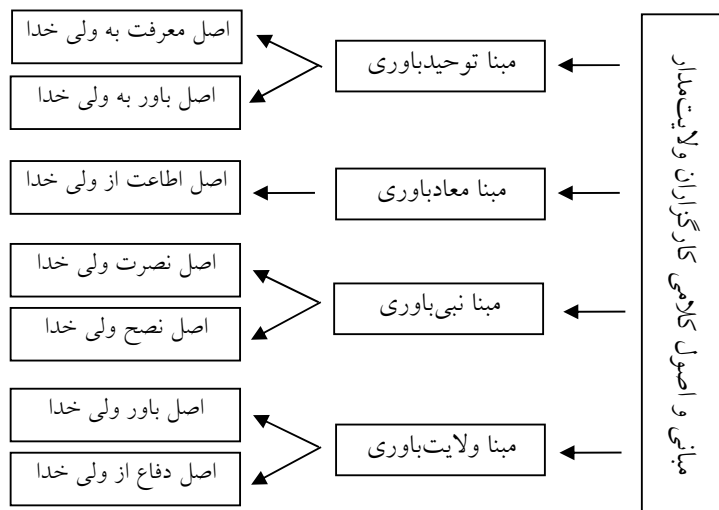 مبانی و اصول کلامی کارگزاران ولایت‌مدار
مبنا توحیدباوری
اصل معرفت به ولی خدا
اصل باور به ولی خدا
مبنا معادباوری
اصل اطاعت از ولی خدا
مبنا نبی‌باوری
اصل نصرت ولی خدا
اصل نصح ولی خدا
مبنا ولایت‌باوری
اصل باور ولی خدا
اصل دفاع از ولی خدا